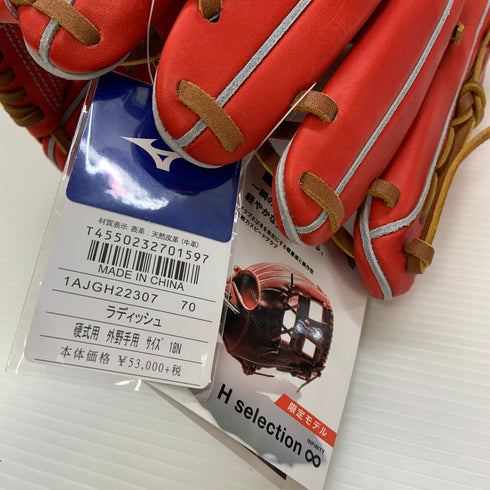 材質表示 表革：天然皮革（牛革）
T4550232701597
MADE IN CHINA
1AJGH22307 70
ラディッシュ
硬式用 外野手用 サイズ 18N
本体価格 ￥53,000+税
限定モデル
H selection ∞
INFINITY